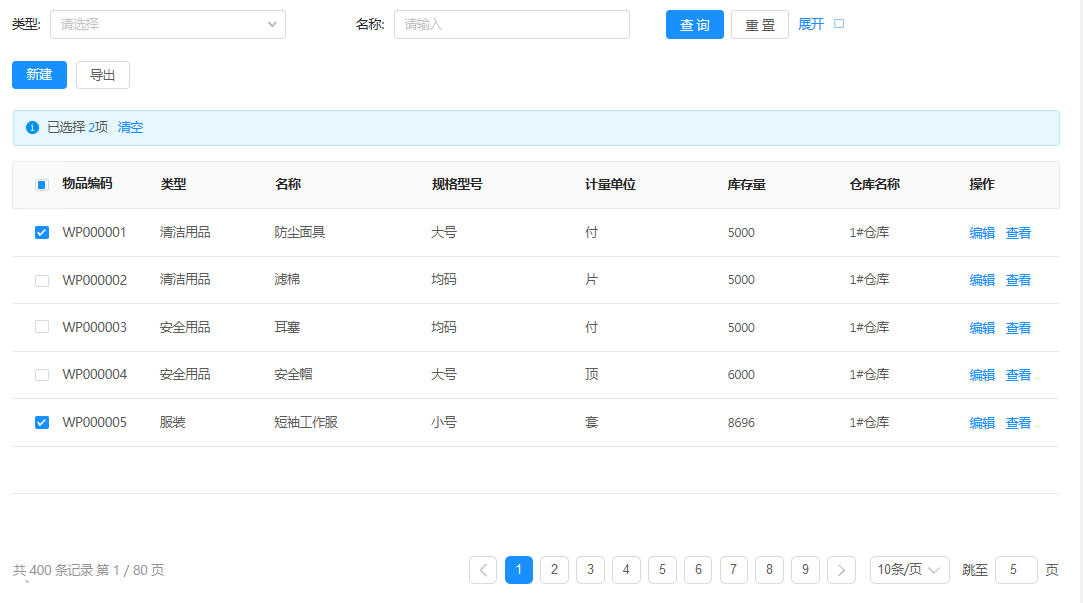 类型: 请选择 名称: 请输入 查 询 重 置 展开
新建 导出
已选择 2项 清空
物品编码 类型 名称 规格型号 计量单位 库存量 仓库名称 操作
WP000001 清洁用品 防尘面具 大号 付 5000 1#仓库 编辑 查看
WP000002 清洁用品 滤棉 均码 片 5000 1#仓库 编辑 查看
WP000003 安全用品 耳塞 均码 付 5000 1#仓库 编辑 查看
WP000004 安全用品 安全帽 大号 顶 6000 1#仓库 编辑 查看
WP000005 服装 短袖工作服 小号 套 8696 1#仓库 编辑 查看
共 400 条记录 第 1 / 80 页 1 2 3 4 5 6 7 8 9 10条/页 跳至 5 页